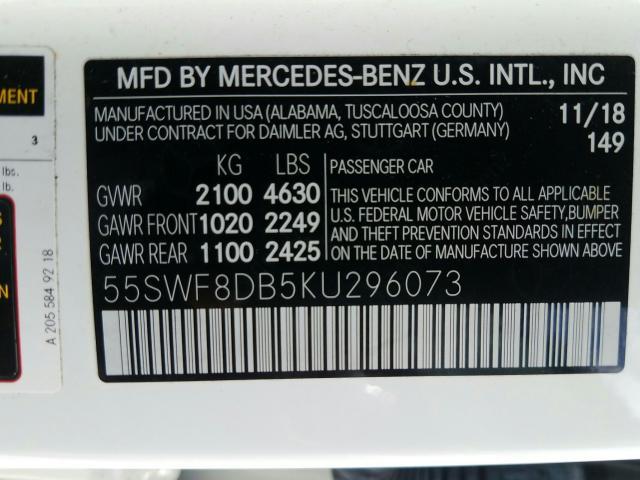 MFD BY MERCEDES-BENZ U.S. INTL., INC
MANUFACTURED IN USA (ALABAMA, TUSCALOOSA COUNTY) 11/18
UNDER CONTRACT FOR DAIMLER AG, STUTTGART (GERMANY) 149
KG LBS PASSENGER CAR
GVWR 2100 4630 THIS VEHICLE CONFORMS TO ALL APPLICABLE
GAWR FRONT 1020 2249 U.S. FEDERAL MOTOR VEHICLE SAFETY, BUMPER
GAWR REAR 1100 2425 AND THEFT PREVENTION STANDARDS IN EFFECT
ON THE DATE OF MANUFACTURE SHOWN ABOVE.
55SWF8DB5KU296073
MENT
3
lbs.
lb.
S
N
A 205 584 92 18